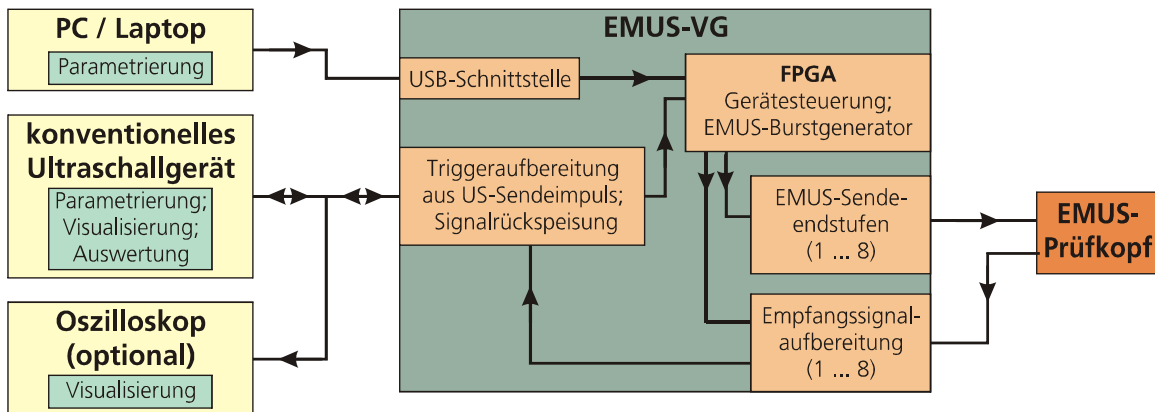 PC / Laptop
Parametrierung
konventionelles
Ultraschallgerät
Parametrierung;
Visualisierung;
Auswertung
Oszilloskop
(optional)
Visualisierung
EMUS-VG
USB-Schnittstelle
FPGA
Gerätesteuerung;
EMUS-Burstgenerator
Triggeraufbereitung
aus US-Sendeimpuls;
Signalrückspeisung
EMUS-Sende-
endstufen
(1 ... 8)
Empfangssignal-
aufbereitung
(1 ... 8)
EMUS-
Prüfkopf